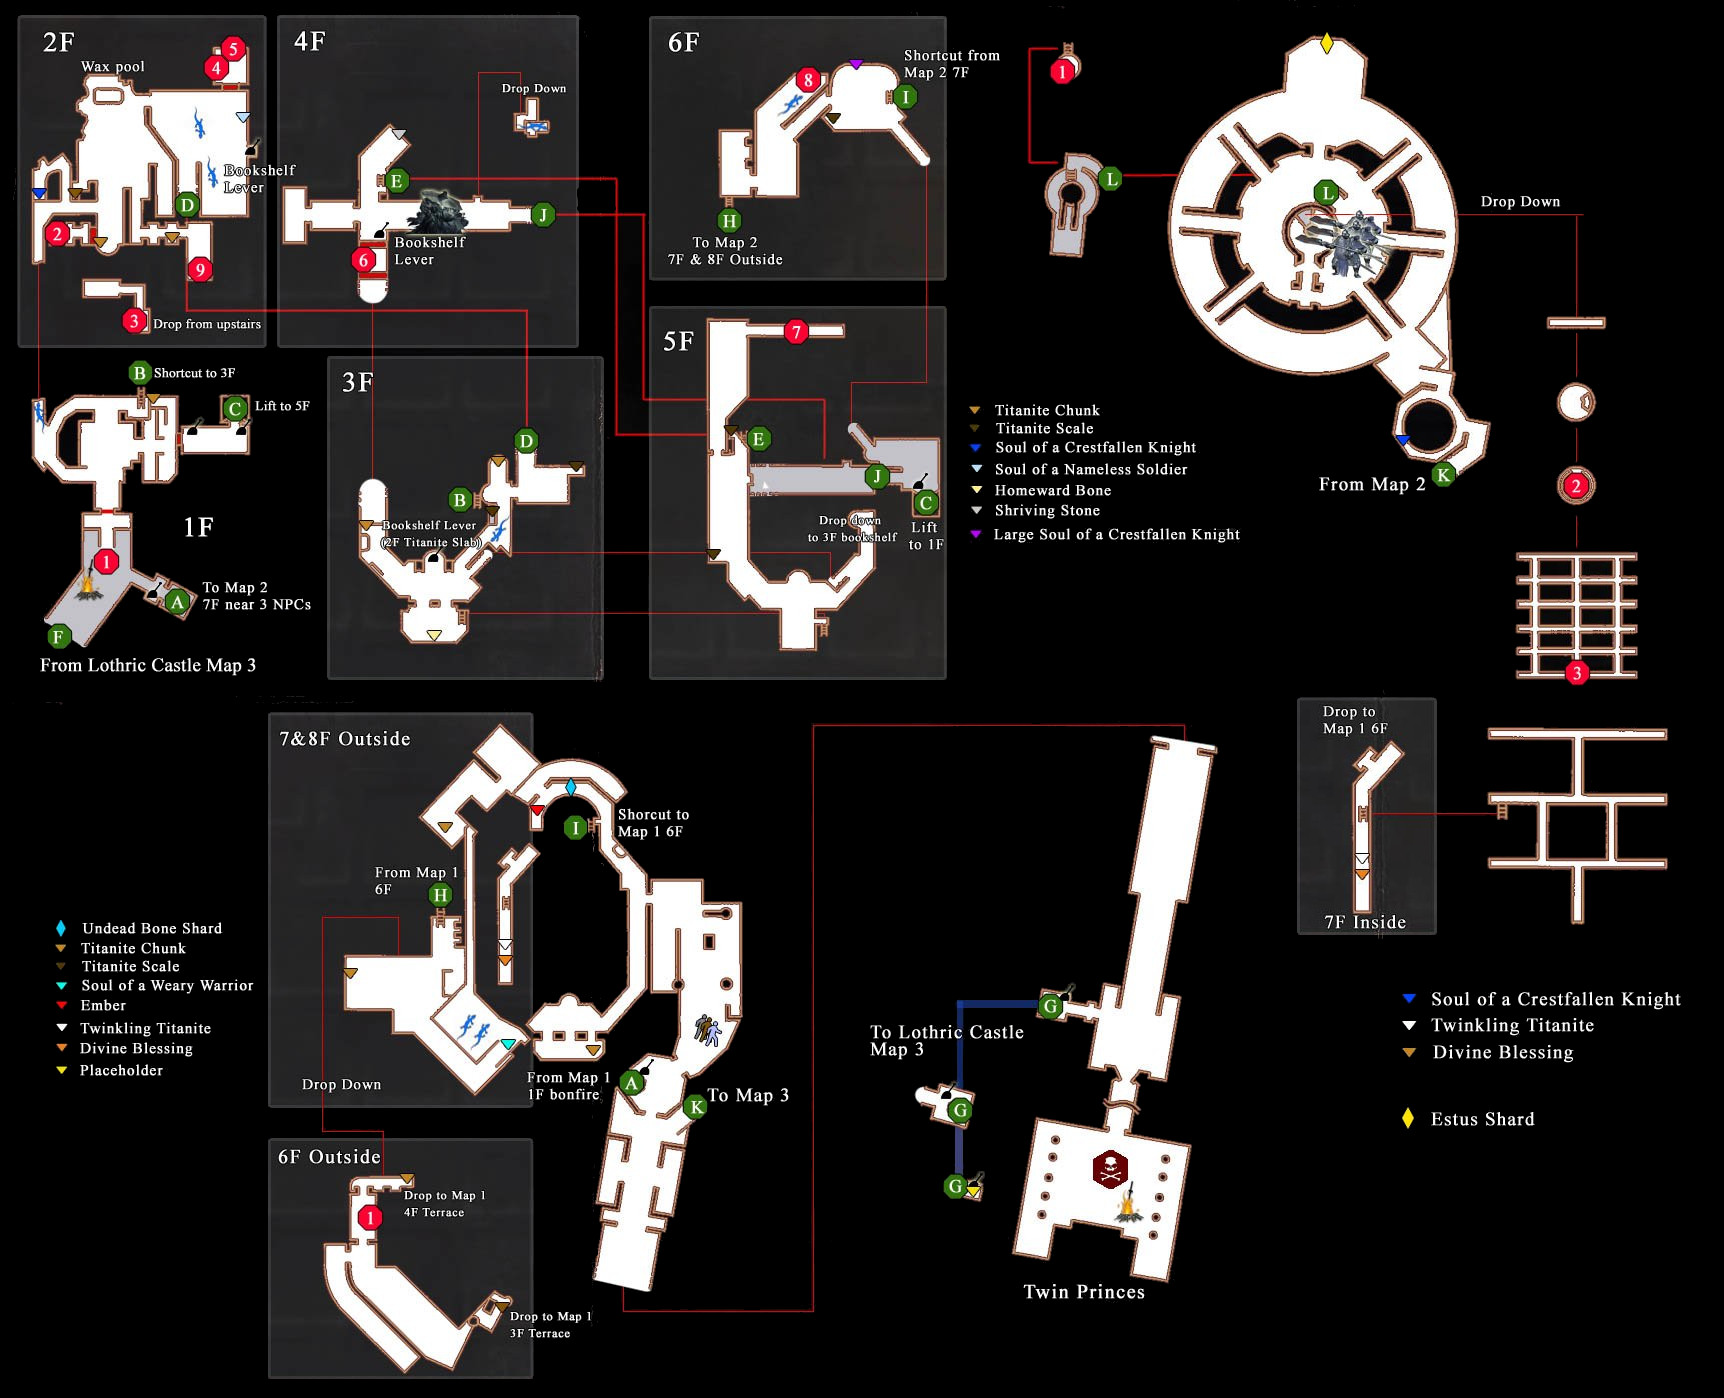 2F
Wax pool
5
4
Bookshelf
Lever
D
2
9
3
Drop from upstairs
4F
Drop Down
E
J
Bookshelf
Lever
6
6F
8
Shortcut from
Map 2 7F
I
H
To Map 2
7F & 8F Outside
1
L
L
Drop Down
2
3
From Map 2
K
B
Shortcut to 3F
C
Lift to 5F
1F
1
A
To Map 2
7F near 3 NPCs
F
From Lothric Castle Map 3
3F
D
B
Bookshelf Lever
(2F Titanite Slab)
5F
7
E
J
C
Lift
to 1F
Drop down
to 3F bookshelf
Titanite Chunk
Titanite Scale
Soul of a Crestfallen Knight
Soul of a Nameless Soldier
Homeward Bone
Shriving Stone
Large Soul of a Crestfallen Knight
7&8F Outside
I
Shorcut to
Map 1 6F
From Map 1
6F
H
Drop Down
From Map 1
1F bonfire
A
K
To Map 3
Undead Bone Shard
Titanite Chunk
Titanite Scale
Soul of a Weary Warrior
Ember
Twinkling Titanite
Divine Blessing
Placeholder
6F Outside
Drop to Map 1
4F Terrace
1
Drop to Map 1
3F Terrace
To Lothric Castle
Map 3
G
G
G
Twin Princes
Drop to
Map 1 6F
7F Inside
Soul of a Crestfallen Knight
Twinkling Titanite
Divine Blessing
Estus Shard